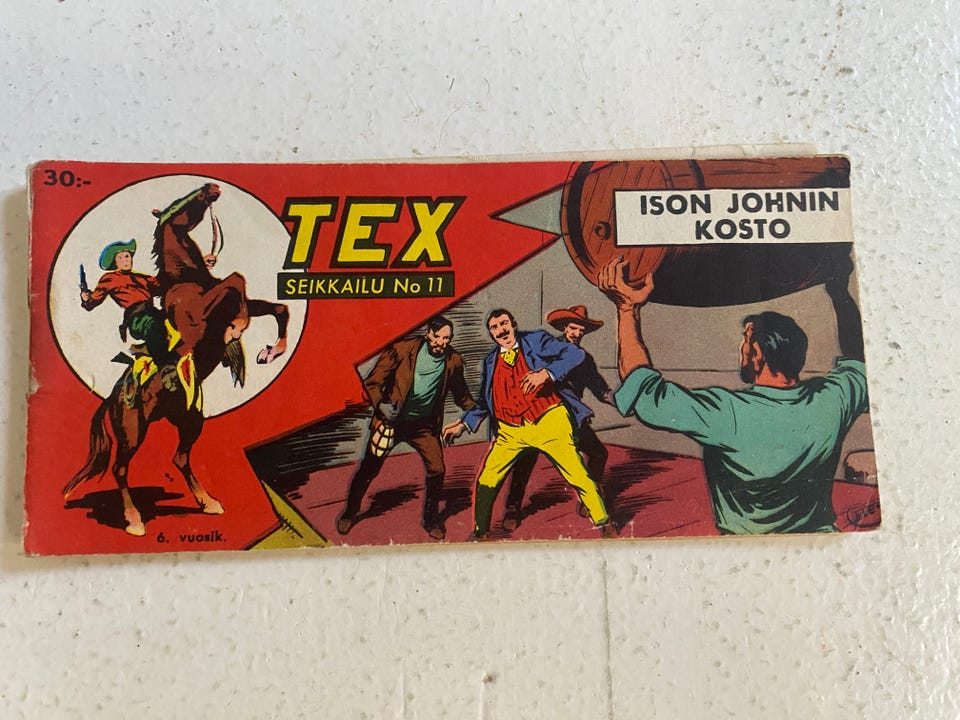 30:-
TEX
SEIKKAILU No 11
ISON JOHNIN
KOSTO
6. vuosik.